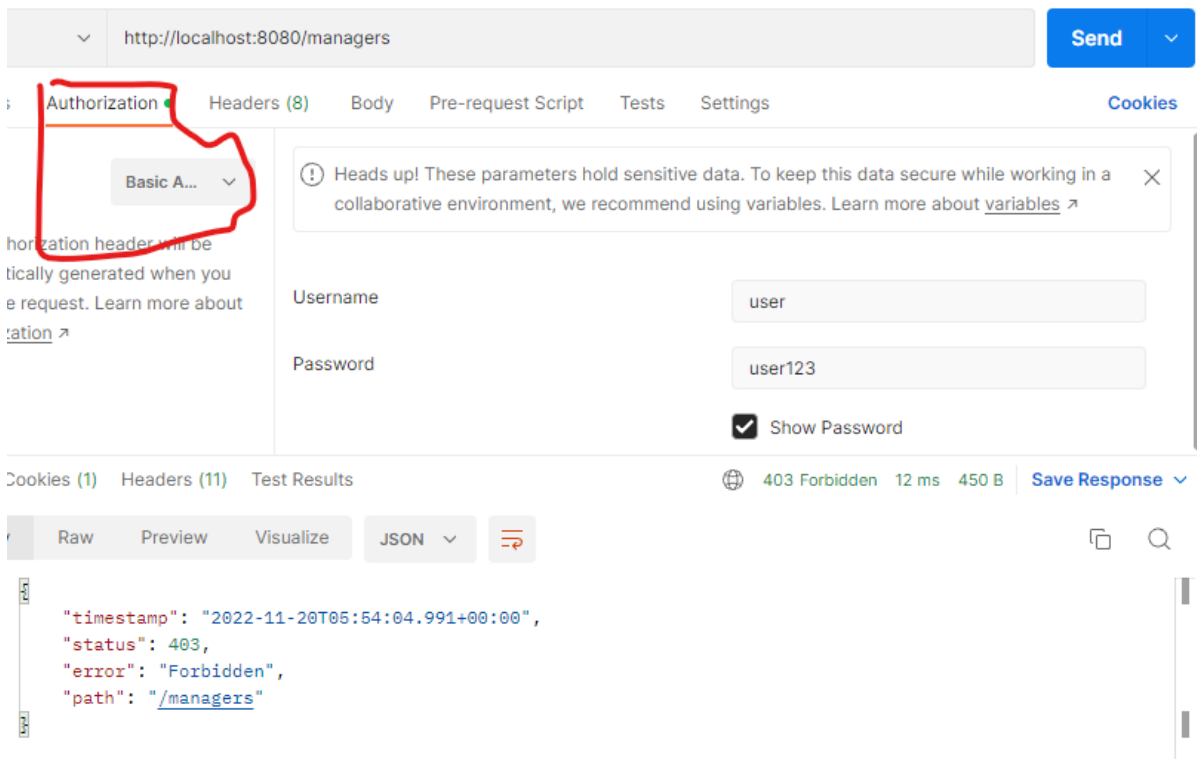 http://localhost:8080/managers
Send
Authorization Headers (8) Body Pre-request Script Tests Settings Cookies
Basic A...
Heads up! These parameters hold sensitive data. To keep this data secure while working in a
collaborative environment, we recommend using variables. Learn more about variables ↗
horization header will be
tically generated when you
e request. Learn more about
zation ↗
Username user
Password user123
Show Password
Cookies (1) Headers (11) Test Results 403 Forbidden 12 ms 450 B Save Response
Raw Preview Visualize JSON
{
"timestamp": "2022-11-20T05:54:04.991+00:00",
"status": 403,
"error": "Forbidden",
"path": "/managers"
}